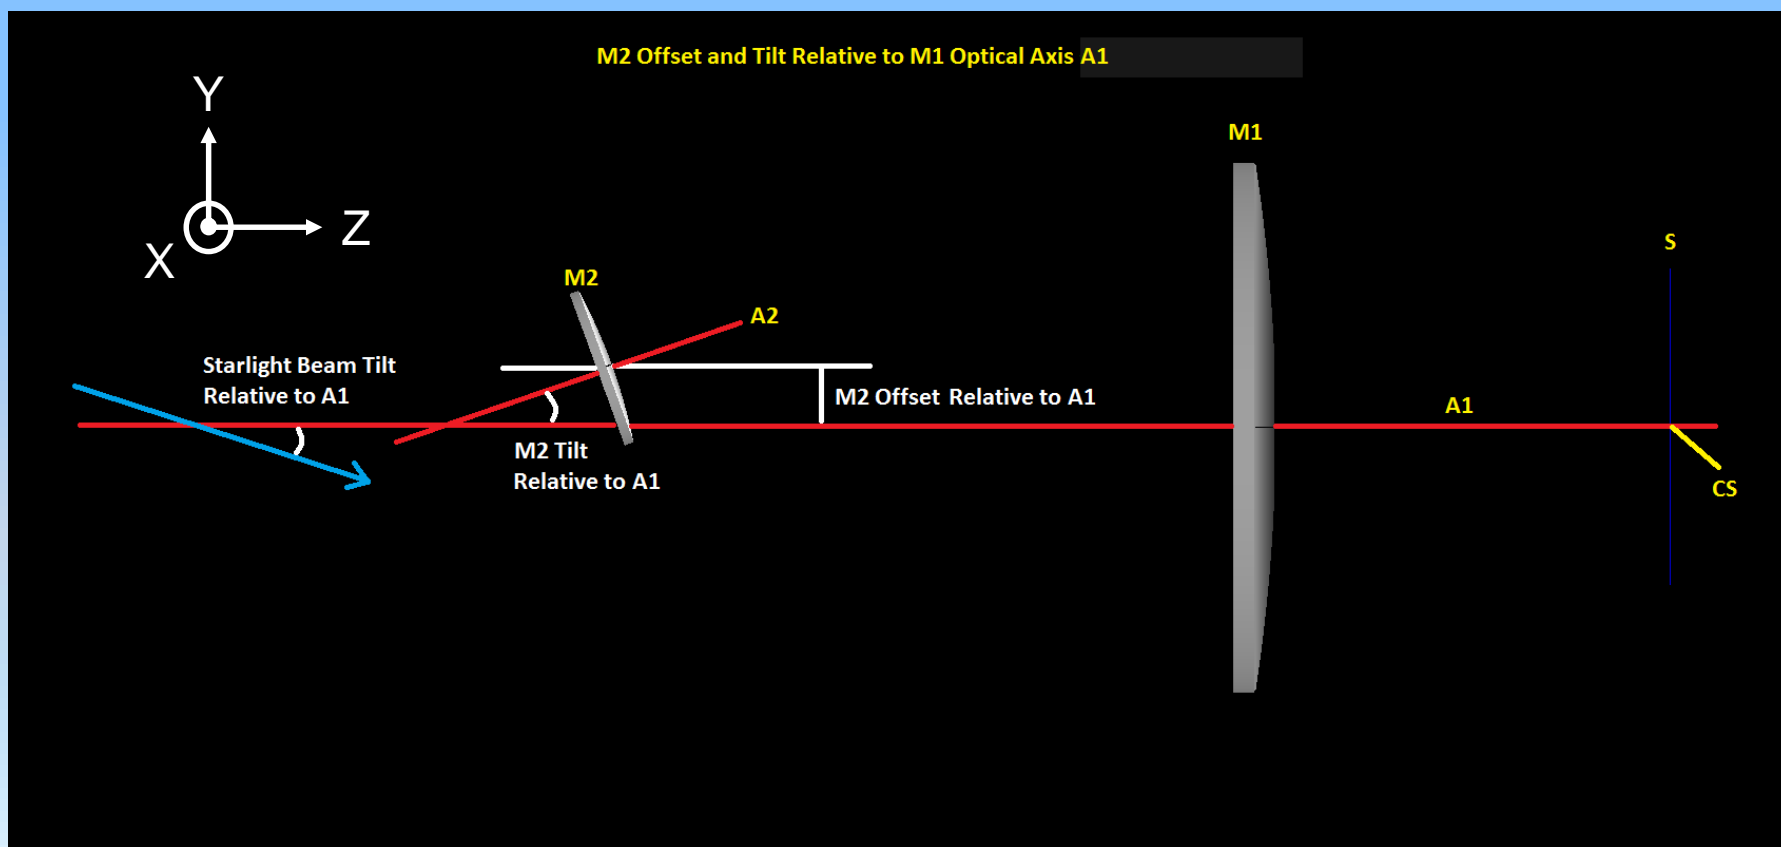 M2 Offset and Tilt Relative to M1 Optical Axis A1
Y
Z
X
M1
M2
S
A2
Starlight Beam Tilt
Relative to A1
M2 Offset Relative to A1
A1
M2 Tilt
Relative to A1
CS